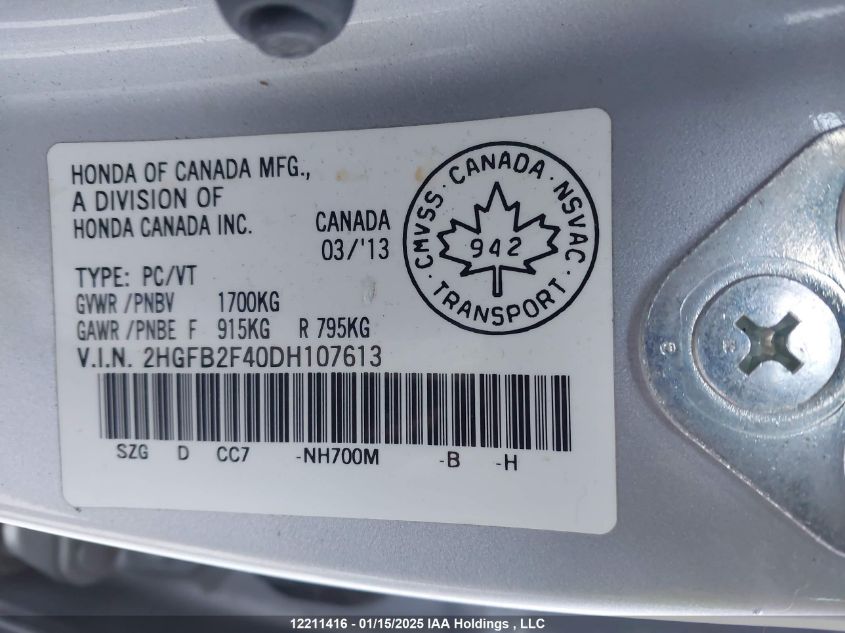 HONDA OF CANADA MFG.,
A DIVISION OF
HONDA CANADA INC.
CANADA
03/'13
CMVSS · CANADA · NSVAC · TRANSPORT ·
942
TYPE: PC/VT
GVWR /PNBV 1700KG
GAWR /PNBE F 915KG R 795KG
V.I.N. 2HGFB2F40DH107613
SZG D CC7 -NH700M -B -H
12211416 - 01/15/2025 IAA Holdings , LLC